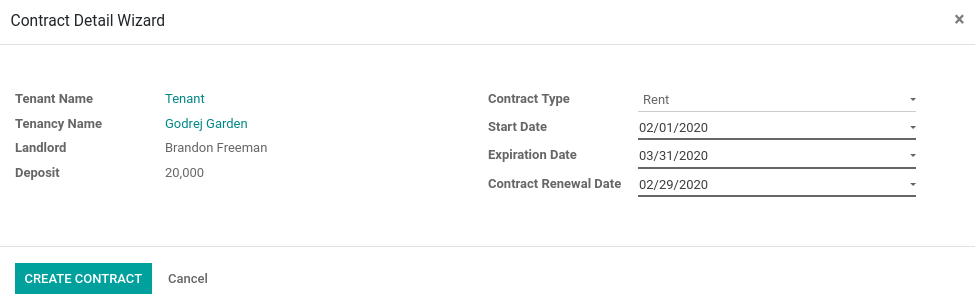 Contract Detail Wizard ×
Tenant Name Tenant
Tenancy Name Godrej Garden
Landlord Brandon Freeman
Deposit 20,000
Contract Type Rent
Start Date 02/01/2020
Expiration Date 03/31/2020
Contract Renewal Date 02/29/2020
CREATE CONTRACT Cancel